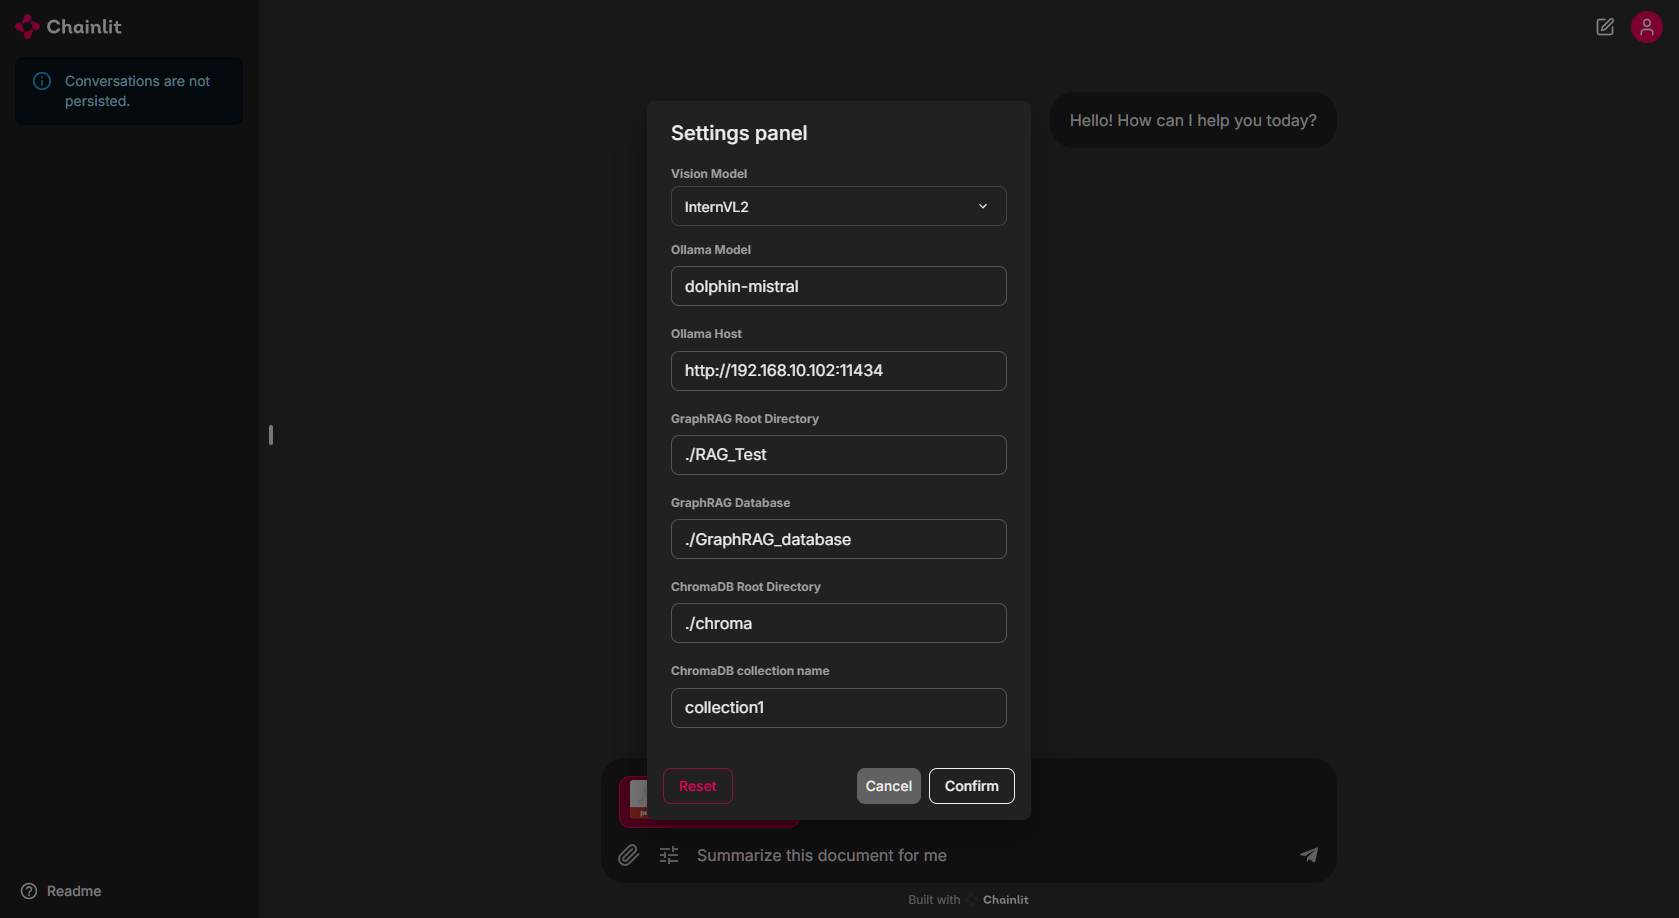 Chainlit
Conversations are not
persisted.
Hello! How can I help you today?
Settings panel
Vision Model
InternVL2
Ollama Model
dolphin-mistral
Ollama Host
http://192.168.10.102:11434
GraphRAG Root Directory
./RAG_Test
GraphRAG Database
./GraphRAG_database
ChromaDB Root Directory
./chroma
ChromaDB collection name
collection1
Reset
Cancel
Confirm
Summarize this document for me
Readme
Built with Chainlit